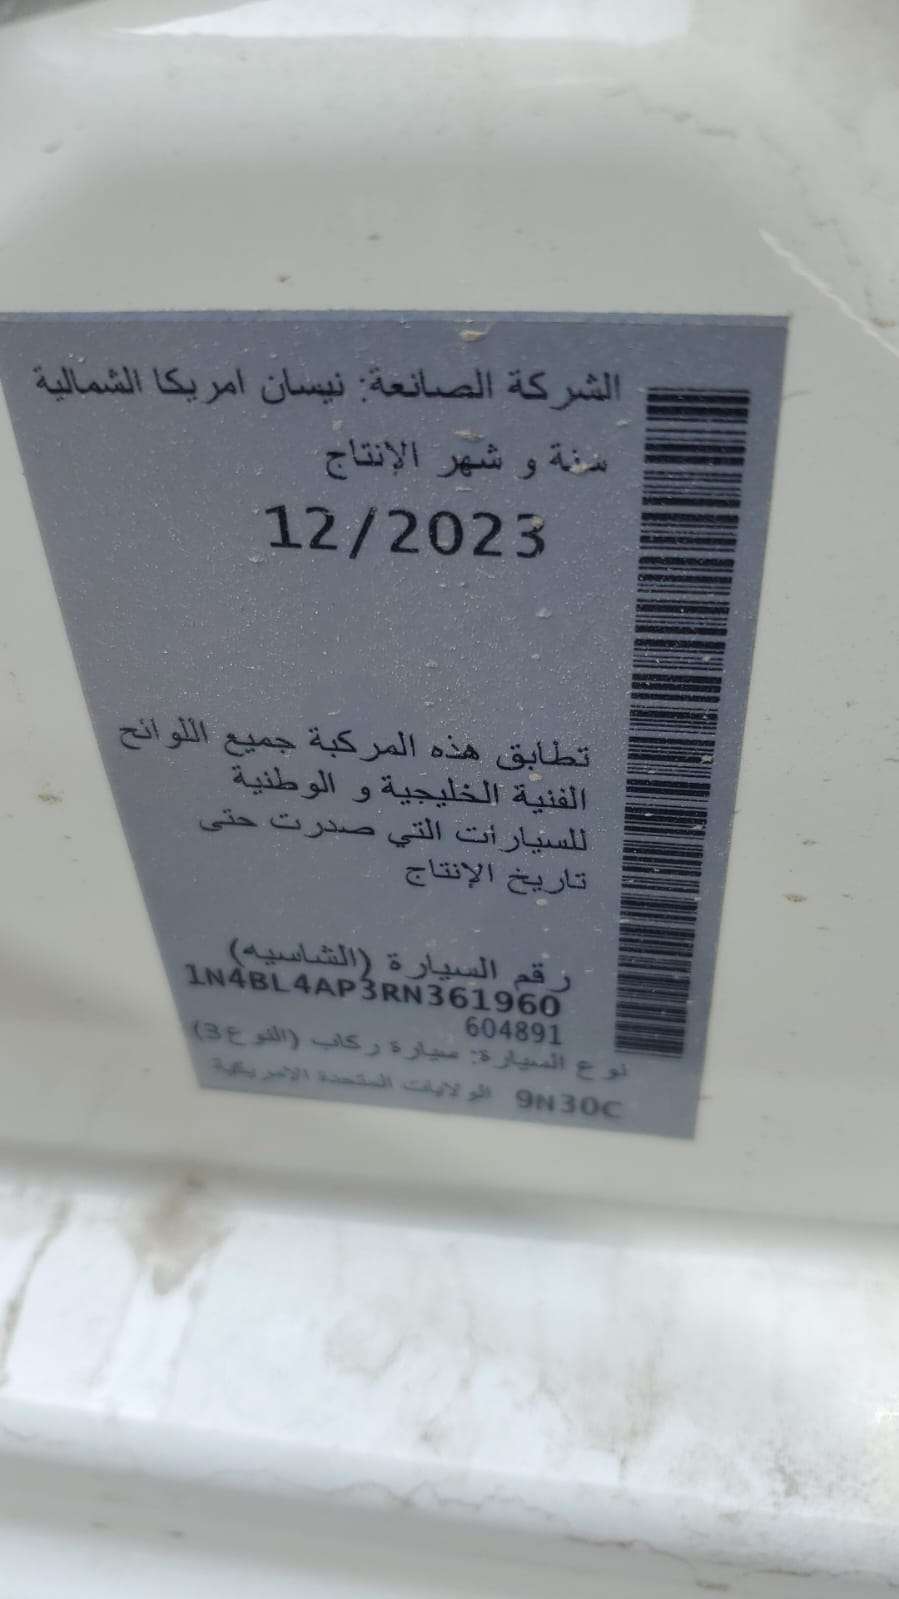 الشركة الصانعة: نيسان امريكا الشمالية
سنة و شهر الإنتاج
12/2023
تطابق هذه المركبة جميع اللوائح
الفنية الخليجية و الوطنية
للسيارات التي صدرت حتى
تاريخ الإنتاج
رقم السيارة (الشاسيه)
1N4BL4AP3RN361960
604891
نوع السيارة: سيارة ركاب (النوع 3)
9N30C الولايات المتحدة الامريكية